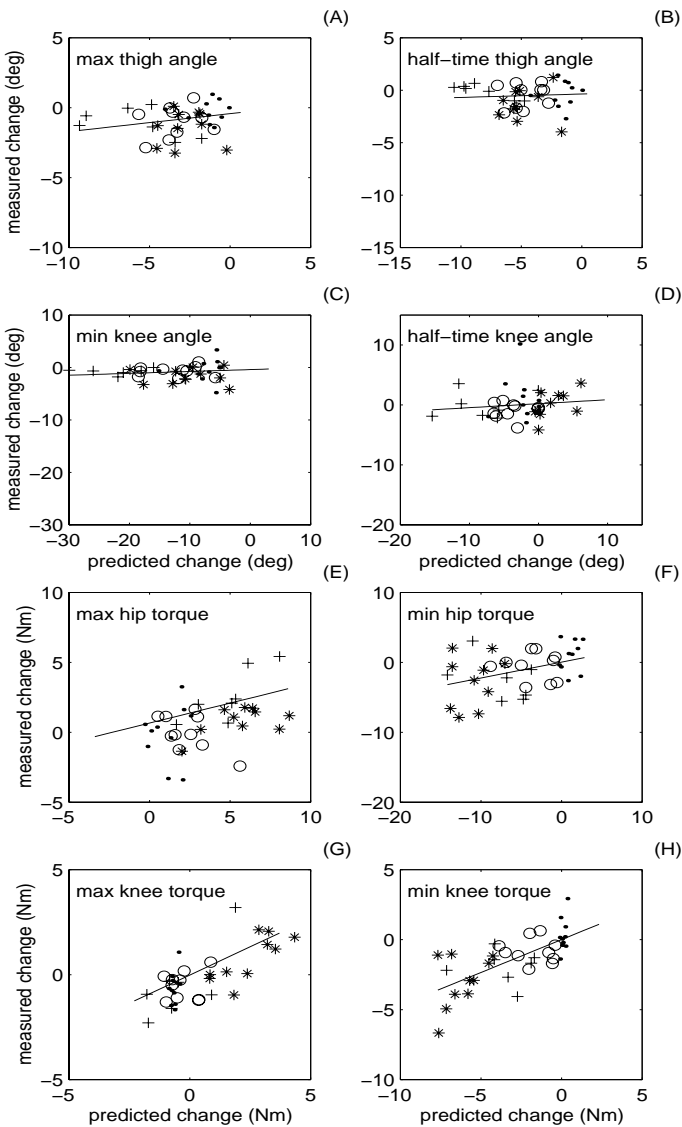 (A)
max thigh angle
5
0
−5
−10
−10 −5 0 5
measured change (deg)
(B)
half−time thigh angle
5
0
−5
−10
−15
−15 −10 −5 0 5
(C)
min knee angle
10
0
−10
−20
−30
−30 −20 −10 0 10
measured change (deg)
predicted change (deg)
(D)
half−time knee angle
15
10
0
−10
−20
−20 −10 0 10 15
predicted change (deg)
(E)
max hip torque
10
5
0
−5
−5 0 5 10
measured change (Nm)
(F)
min hip torque
10
0
−10
−20
−20 −10 0 10
(G)
max knee torque
5
0
−5
−5 0 5
measured change (Nm)
predicted change (Nm)
(H)
min knee torque
5
0
−5
−10
−10 −5 0 5
predicted change (Nm)